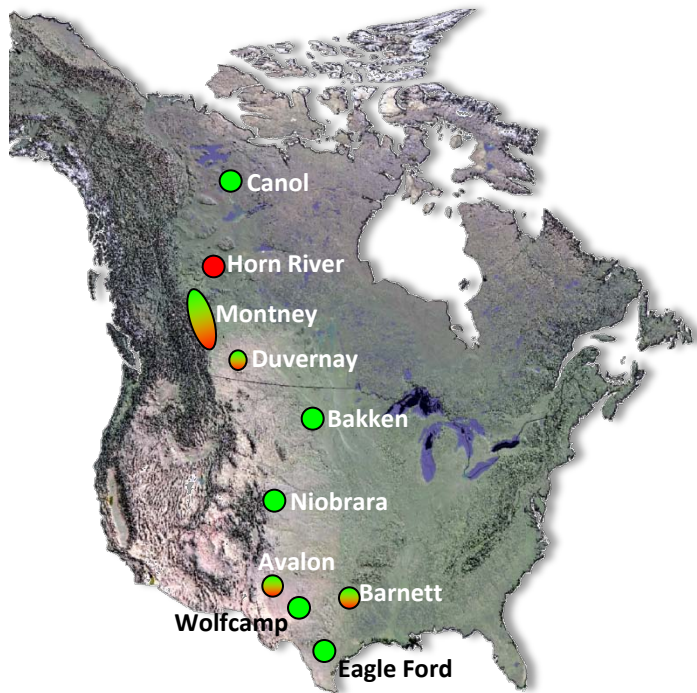 Canol
Horn River
Montney
Duvernay
Bakken
Niobrara
Avalon
Barnett
Wolfcamp
Eagle Ford